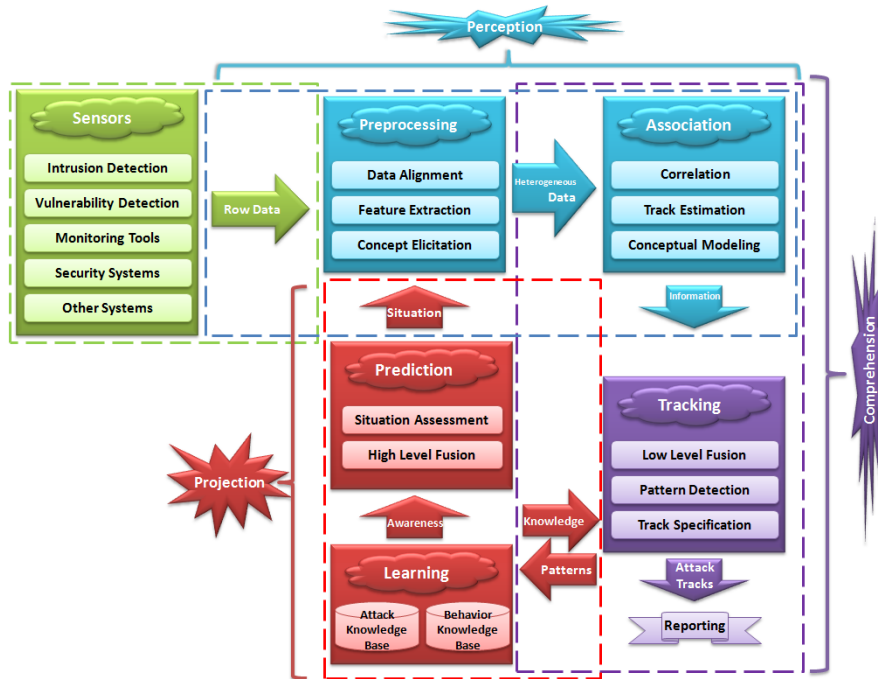 Perception
Sensors
Intrusion Detection
Vulnerability Detection
Monitoring Tools
Security Systems
Other Systems
Row Data
Preprocessing
Data Alignment
Feature Extraction
Concept Elicitation
Heterogeneous
Data
Association
Correlation
Track Estimation
Conceptual Modeling
Information
Comprehension
Situation
Prediction
Situation Assessment
High Level Fusion
Projection
Awareness
Learning
Attack
Knowledge
Base
Behavior
Knowledge
Base
Knowledge
Patterns
Tracking
Low Level Fusion
Pattern Detection
Track Specification
Attack
Tracks
Reporting